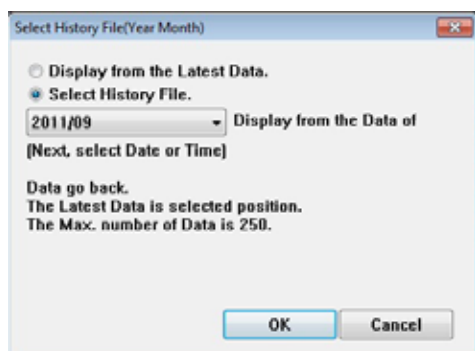 Select History File(Year Month)
Display from the Latest Data.
Select History File.
2011/09 Display from the Data of
(Next, select Date or Time)
Data go back.
The Latest Data is selected position.
The Max. number of Data is 250.
OK Cancel